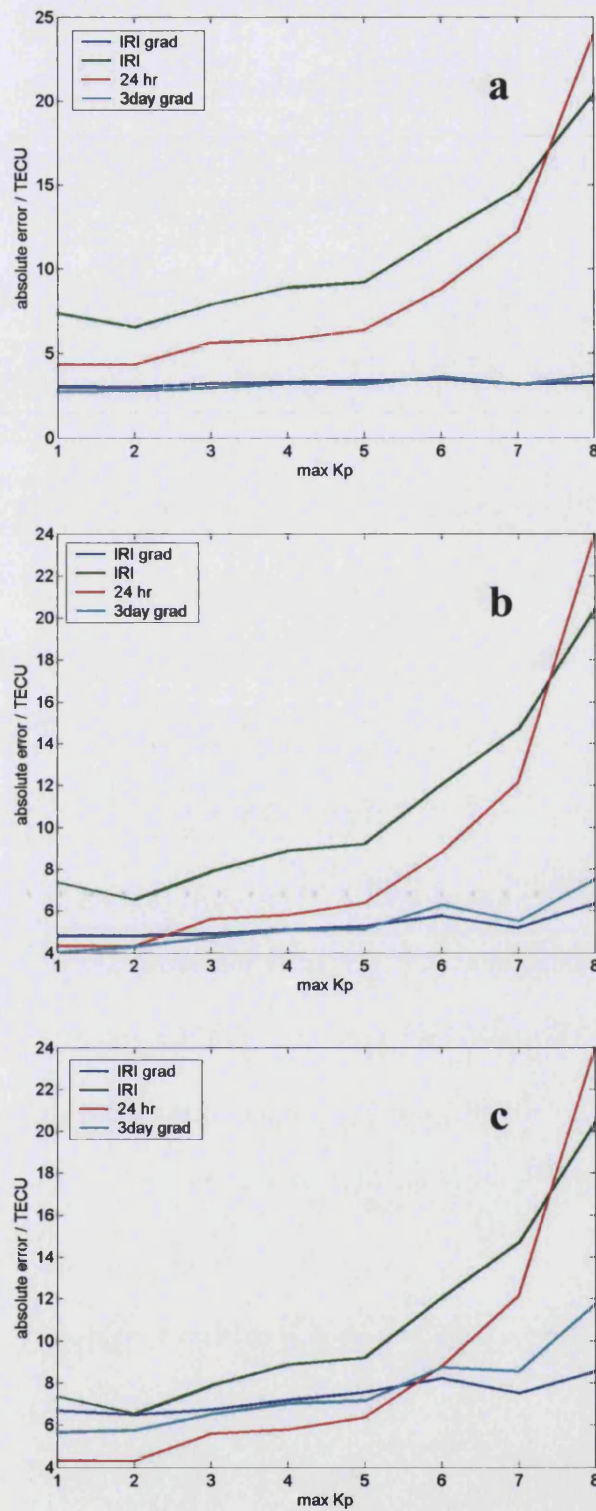 25
20
15
10
5
0
absolute error / TECU
IRI grad
IRI
24 hr
3day grad
a
1 2 3 4 5 6 7 8
max Kp
24
22
20
18
16
14
12
10
8
6
4
absolute error / TECU
IRI grad
IRI
24 hr
3day grad
b
1 2 3 4 5 6 7 8
max Kp
24
22
20
18
16
14
12
10
8
6
4
absolute error / TECU
IRI grad
IRI
24 hr
3day grad
c
1 2 3 4 5 6 7 8
max Kp